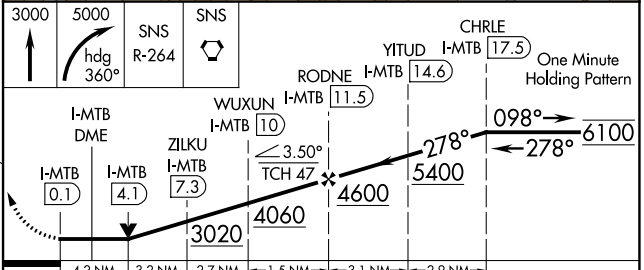 3000
5000
hdg
360°
SNS
R-264
SNS
CHRLE
I-MTB 17.5
YITUD
I-MTB 14.6
RODNE
I-MTB 11.5
WUXUN
I-MTB 10
One Minute
Holding Pattern
I-MTB
DME
ZILKU
I-MTB
7.3
I-MTB
0.1
I-MTB
4.1
3.50°
TCH 47
098°
278°
6100
278°
5400
4600
4060
3020
4.2 NM
3.2 NM
2.7 NM
1.5 NM
3.1 NM
2.9 NM